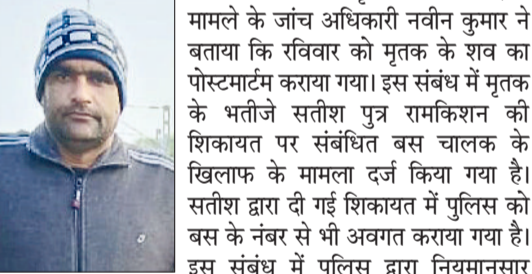 मामले के जांच अधिकारी नवीन कुमार ने
बताया कि रविवार को मृतक के शव का
पोस्टमार्टम कराया गया। इस संबंध में मृतक
के भतीजे सतीश पुत्र रामकिशन की
शिकायत पर संबंधित बस चालक के
खिलाफ के मामला दर्ज किया गया है।
सतीश द्वारा दी गई शिकायत में पुलिस को
बस के नंबर से भी अवगत कराया गया है।
इस संबंध में पुलिस द्वारा नियमानुसार